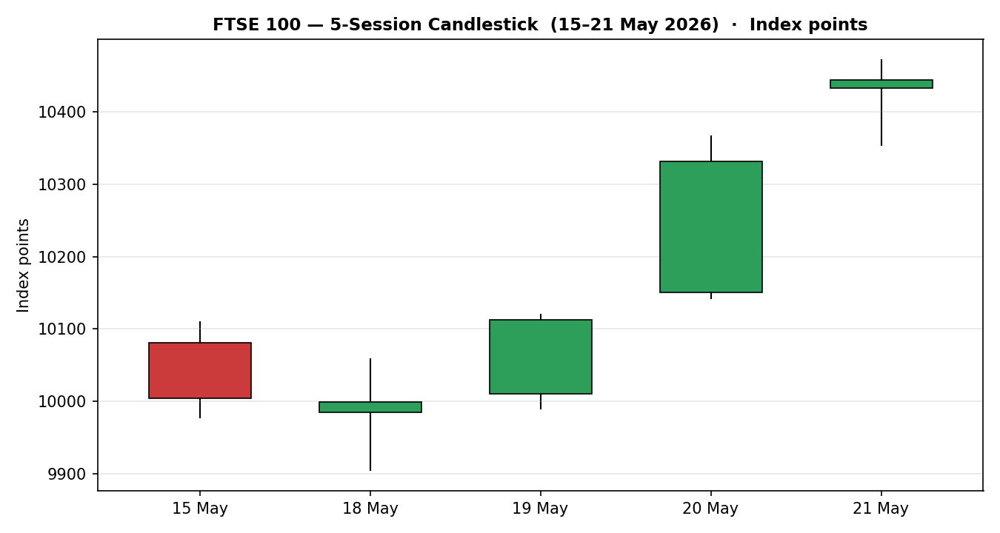 FTSE 100 — 5-Session Candlestick  (15–21 May 2026)  ·  Index points
Index points
10400
10300
10200
10100
10000
9900
15 May
18 May
19 May
20 May
21 May